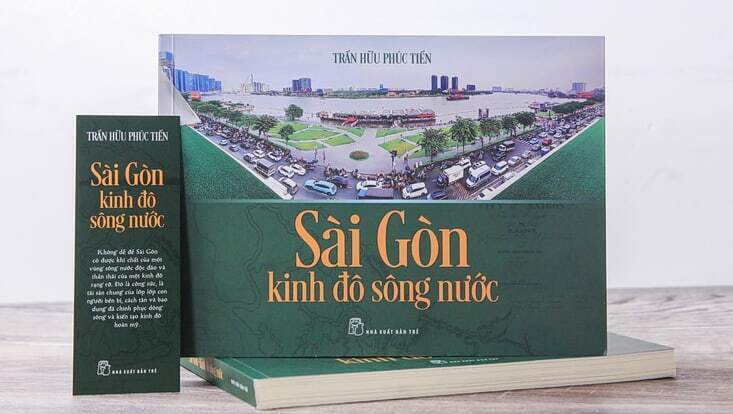 TRẦN HỮU PHÚC TIẾN
Sài Gòn
kinh đô sông nước
NHÀ XUẤT BẢN TRẺ
TRẦN HỮU PHÚC TIẾN
Sài Gòn
kinh đô
sông nước
Không dễ để Sài Gòn
có được khí chất của một
vùng sông nước độc đáo và
thần thái của một kinh đô
rạng rỡ. Đó là công sức, là
tài sản chung của lớp lớp con
người bền bỉ, cách tân và bao
dung đã chinh phục dòng
sông và kiến tạo kinh đô
hoàn mỹ.
NHÀ XUẤT BẢN TRẺ